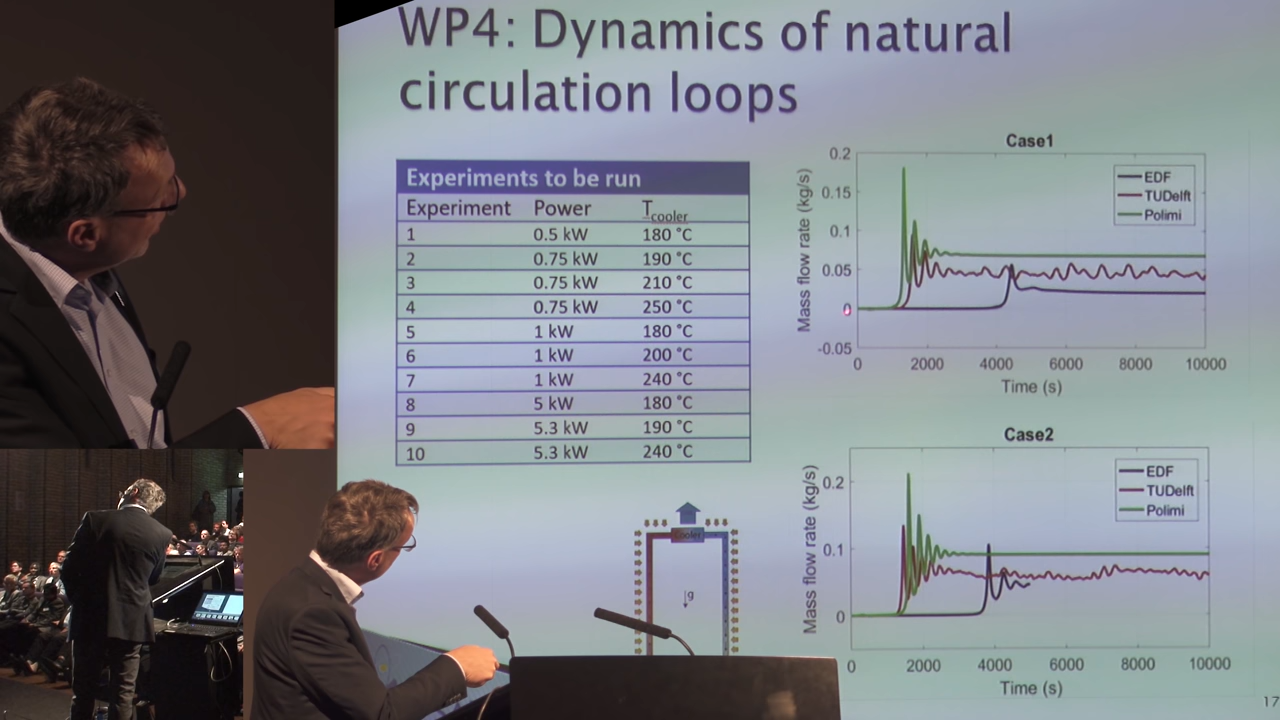 WP4: Dynamics of natural
circulation loops
Experiments to be run
Experiment Power T_cooler
1 0.5 kW 180 °C
2 0.75 kW 190 °C
3 0.75 kW 210 °C
4 0.75 kW 250 °C
5 1 kW 180 °C
6 1 kW 200 °C
7 1 kW 240 °C
8 5 kW 180 °C
9 5.3 kW 190 °C
10 5.3 kW 240 °C
Cooler
g
Case1
Mass flow rate (kg/s)
0.2
0.15
0.1
0.05
0
-0.05
EDF
TUDelft
Polimi
0 2000 4000 6000 8000 10000
Time (s)
Case2
Mass flow rate (kg/s)
0.2
0.1
0
EDF
TUDelft
Polimi
0 2000 4000 6000 8000 10000
Time (s)
17